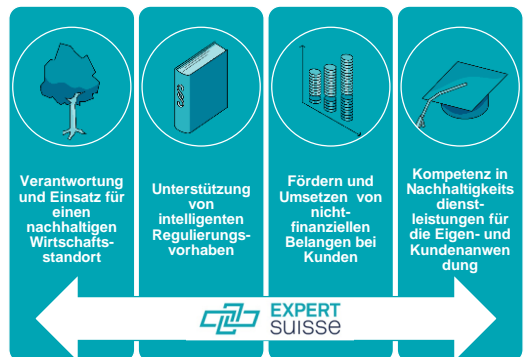 Verantwortung
und Einsatz für
einen
nachhaltigen
Wirtschafts-
standort
Unterstützung
von
intelligenten
Regulierungs-
vorhaben
Fördern und
Umsetzen von
nicht-
finanziellen
Belangen bei
Kunden
Kompetenz in
Nachhaltigkeits
dienst-
leistungen für
die Eigen- und
Kundenanwen
dung
EXPERT
SUISSE